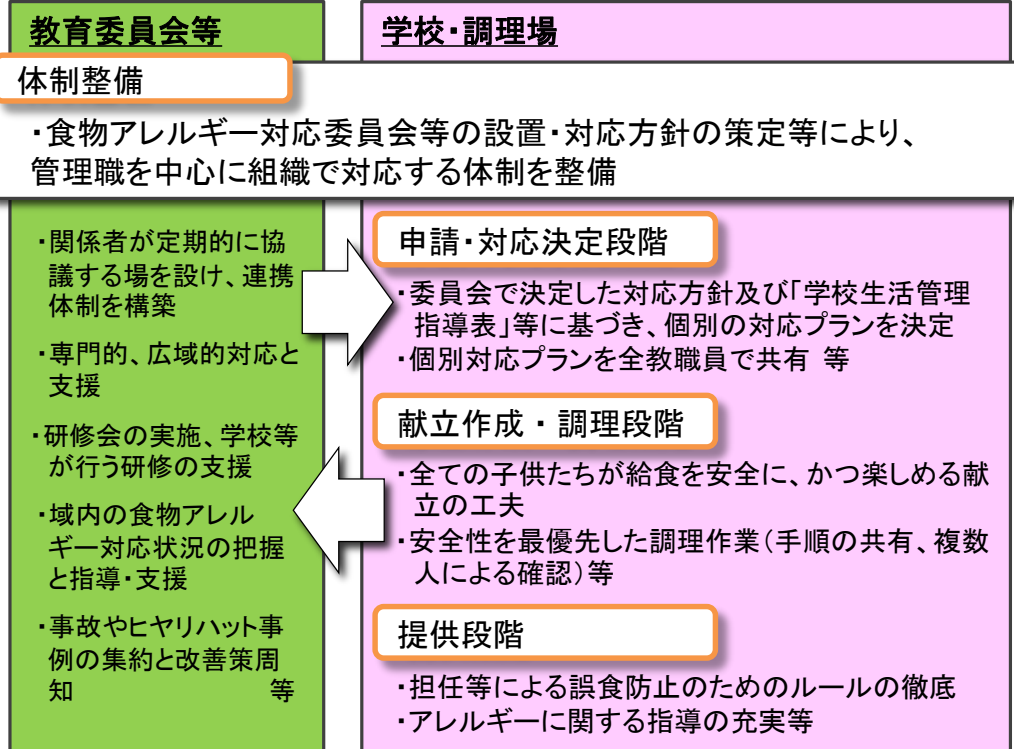 教育委員会等
学校・調理場
体制整備
・食物アレルギー対応委員会等の設置・対応方針の策定等により、
管理職を中心に組織で対応する体制を整備
・関係者が定期的に協
議する場を設け、連携
体制を構築
・専門的、広域的対応と
支援
・研修会の実施、学校等
が行う研修の支援
・域内の食物アレル
ギー対応状況の把握
と指導・支援
・事故やヒヤリハット事
例の集約と改善策周
知 等
申請・対応決定段階
・委員会で決定した対応方針及び「学校生活管理
指導表」等に基づき、個別の対応プランを決定
・個別対応プランを全教職員で共有 等
献立作成・調理段階
・全ての子供たちが給食を安全に、かつ楽しめる献
立の工夫
・安全性を最優先した調理作業(手順の共有、複数
人による確認)等
提供段階
・担任等による誤食防止のためのルールの徹底
・アレルギーに関する指導の充実等